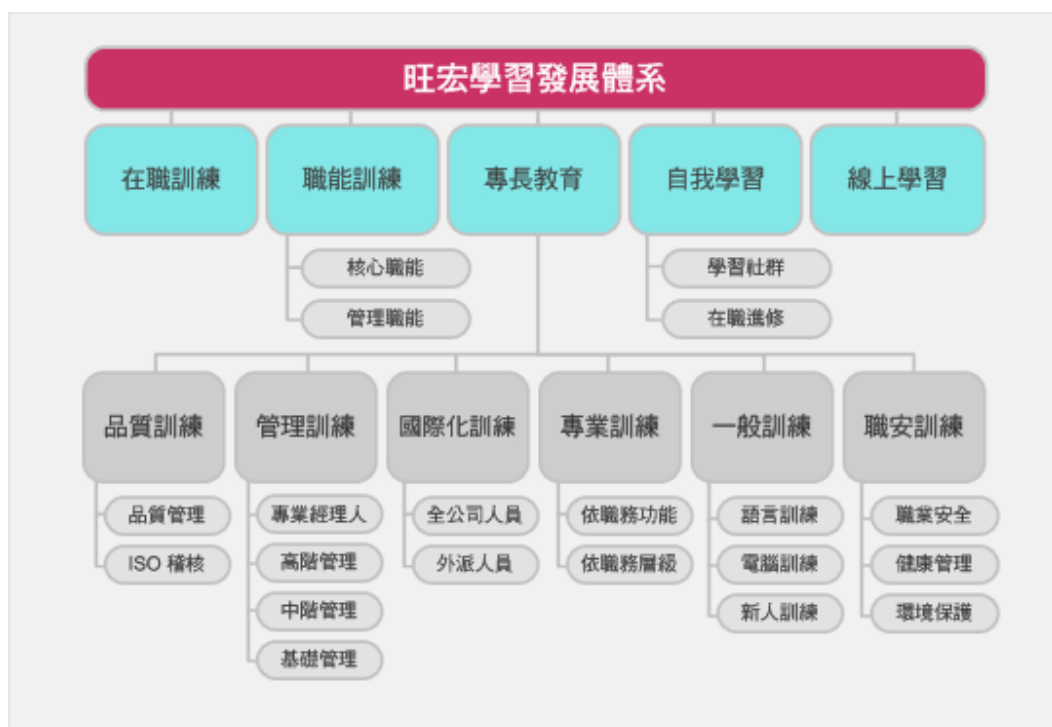 旺宏學習發展體系
在職訓練
職能訓練
專長教育
自我學習
線上學習
核心職能
管理職能
學習社群
在職進修
品質訓練
管理訓練
國際化訓練
專業訓練
一般訓練
職安訓練
品質管理
ISO 稽核
專業經理人
高階管理
中階管理
基礎管理
全公司人員
外派人員
依職務功能
依職務層級
語言訓練
電腦訓練
新人訓練
職業安全
健康管理
環境保護